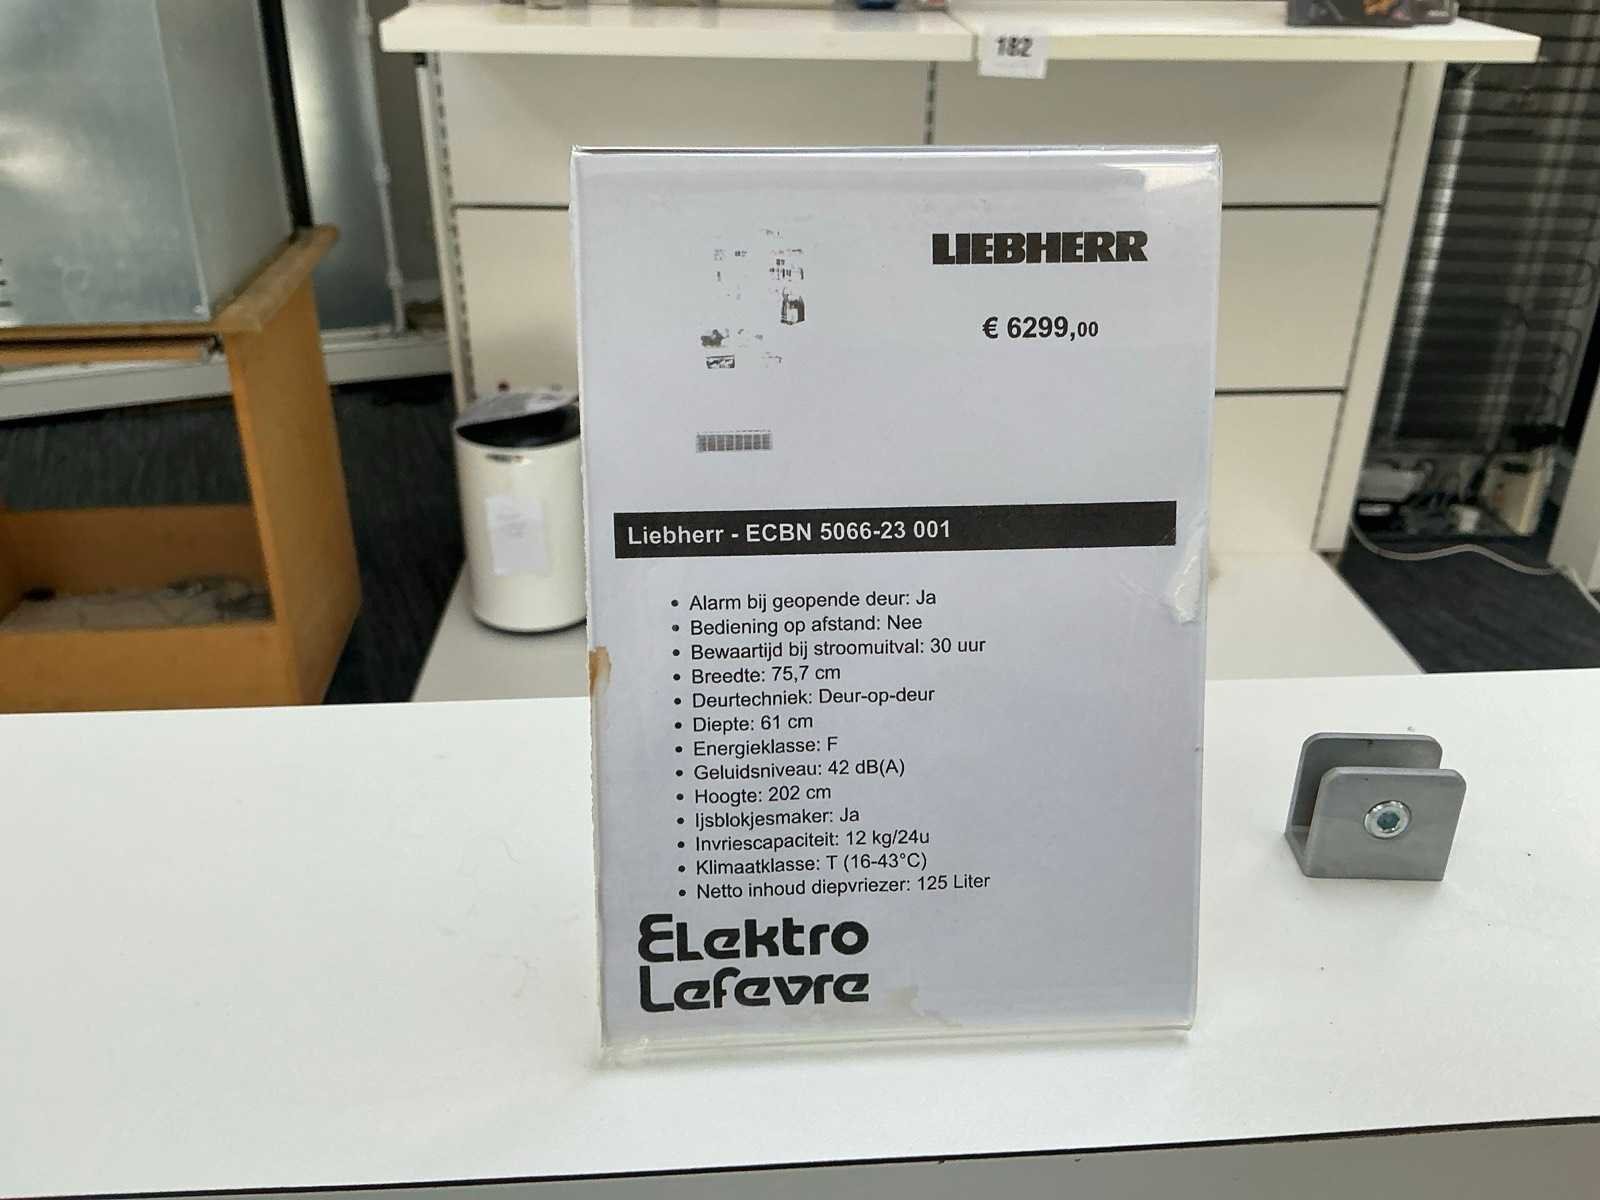 182
LIEBHERR
€ 6299,00
Liebherr - ECBN 5066-23 001
• Alarm bij geopende deur: Ja
• Bediening op afstand: Nee
• Bewaartijd bij stroomuitval: 30 uur
• Breedte: 75,7 cm
• Deurtechniek: Deur-op-deur
• Diepte: 61 cm
• Energieklasse: F
• Geluidsniveau: 42 dB(A)
• Hoogte: 202 cm
• Ijsblokjesmaker: Ja
• Invriescapaciteit: 12 kg/24u
• Klimaatklasse: T (16-43°C)
• Netto inhoud diepvriezer: 125 Liter
Elektro
Lefevre